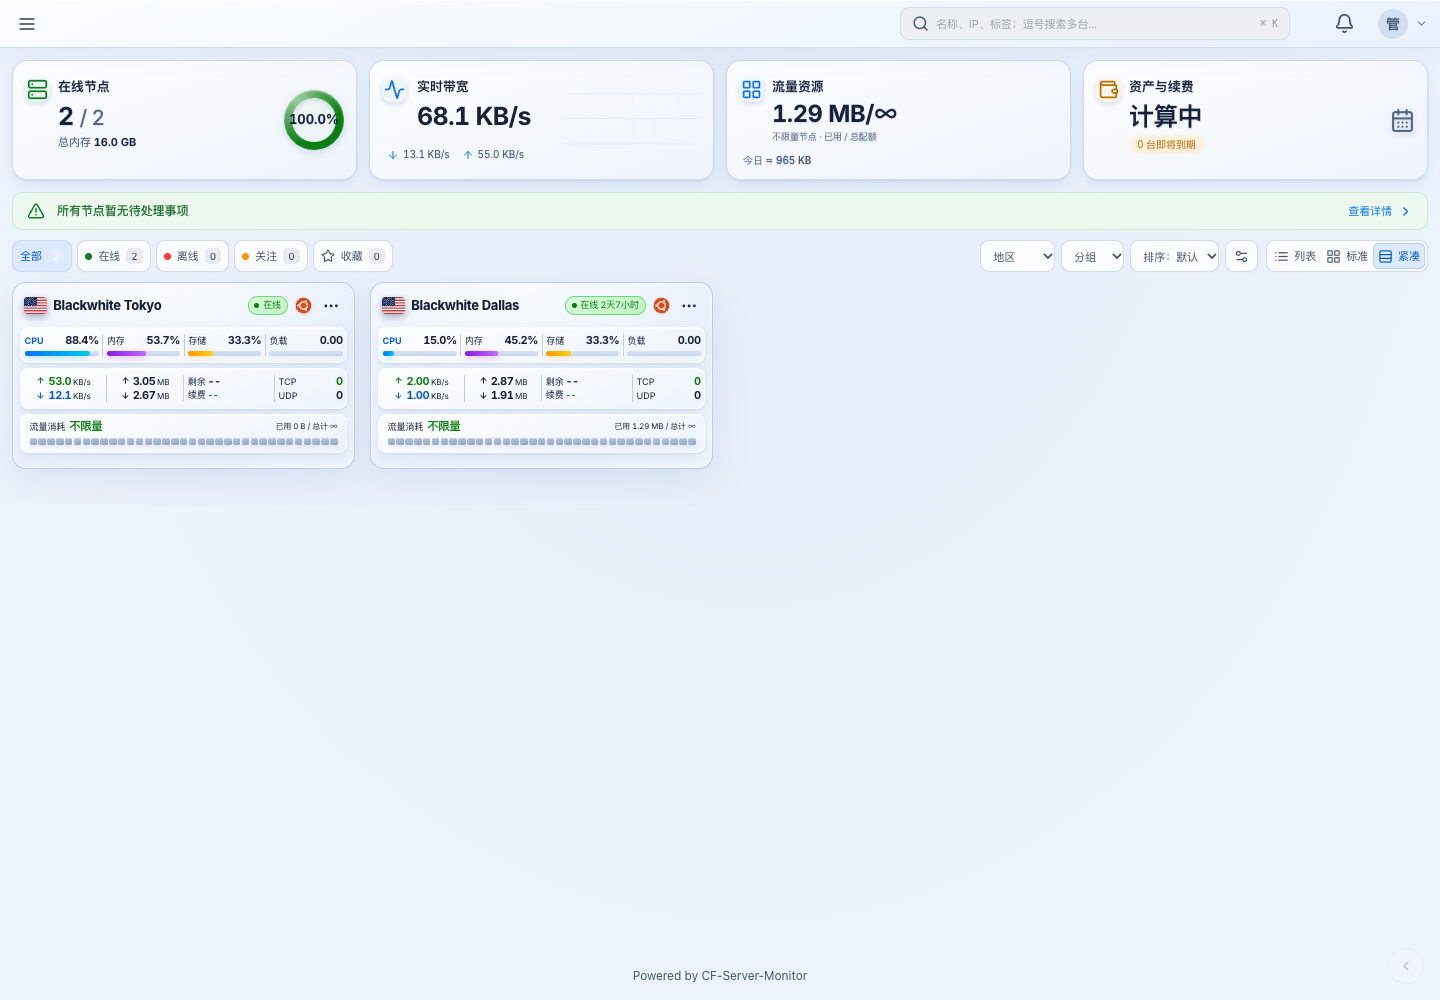 名称、IP、标签；逗号搜索多台... ⌘ K 管
在线节点
2 / 2
总内存 16.0 GB
100.0%
实时带宽
68.1 KB/s
↓ 13.1 KB/s ↑ 55.0 KB/s
流量资源
1.29 MB/∞
不限量节点 · 已用 / 总配额
今日 ≈ 965 KB
资产与续费
计算中
0 台即将到期
所有节点暂无待处理事项 查看详情
全部 2 在线 2 离线 0 关注 0 收藏 0 地区 分组 排序：默认 列表 标准 紧凑
Blackwhite Tokyo 在线
CPU 88.4% 内存 53.7% 存储 33.3% 负载 0.00
↑ 53.0 KB/s ↑ 3.05 MB 剩余 -- TCP 0
↓ 12.1 KB/s ↓ 2.67 MB 续费 -- UDP 0
流量消耗 不限量 已用 0 B / 总计 ∞
Blackwhite Dallas 在线 2天7小时
CPU 15.0% 内存 45.2% 存储 33.3% 负载 0.00
↑ 2.00 KB/s ↑ 2.87 MB 剩余 -- TCP 0
↓ 1.00 KB/s ↓ 1.91 MB 续费 -- UDP 0
流量消耗 不限量 已用 1.29 MB / 总计 ∞
Powered by CF-Server-Monitor